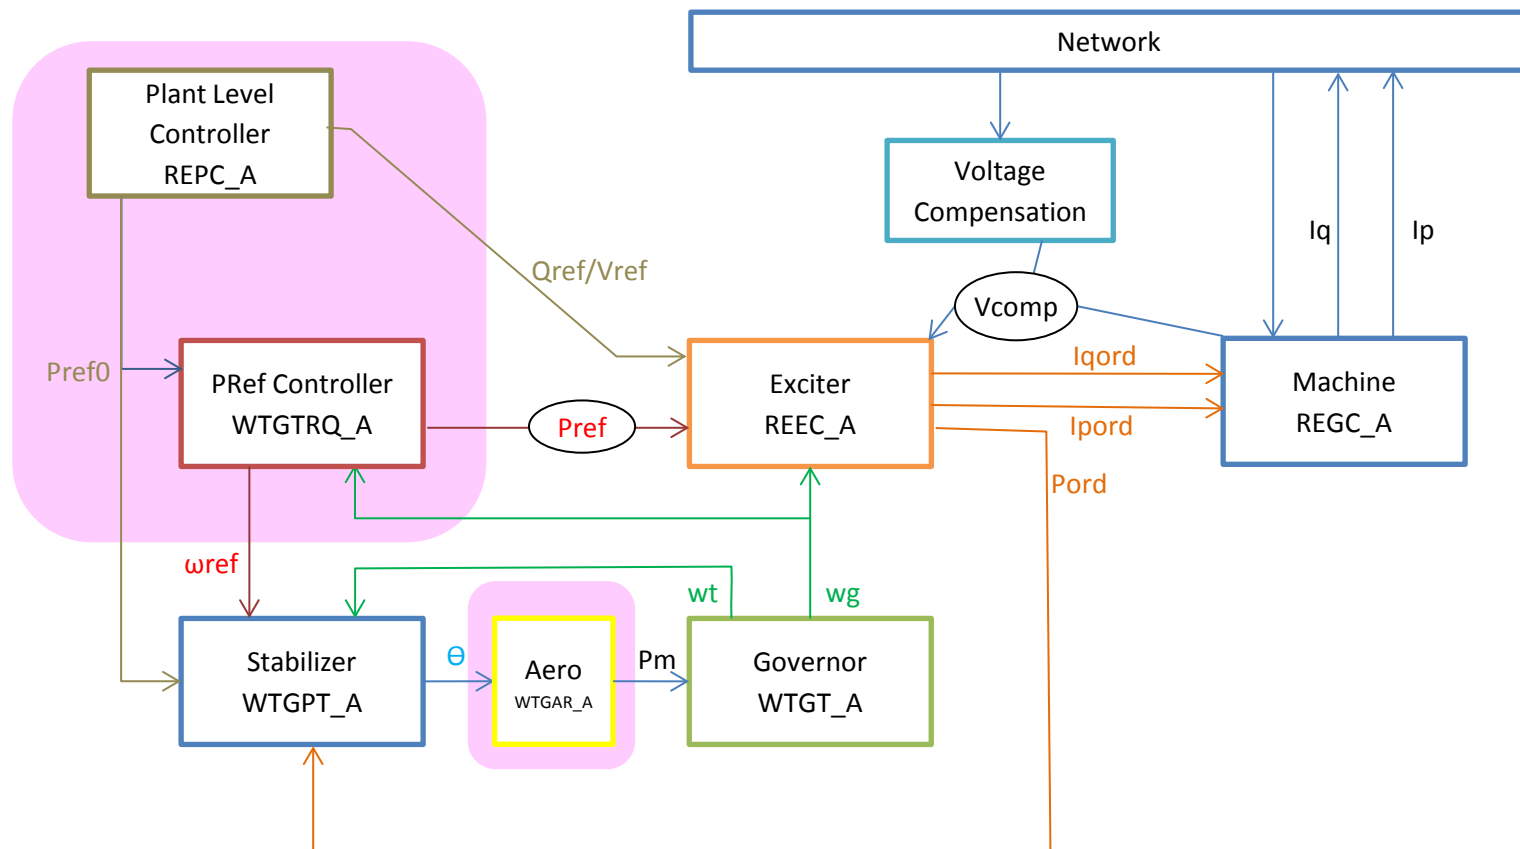 Network
Plant Level
Controller
REPC_A
Voltage
Compensation
Iq
Ip
Qref/Vref
Vcomp
Pref0
PRef Controller
WTGTRQ_A
Pref
Exciter
REEC_A
Iqord
Ipord
Machine
REGC_A
Pord
ωref
wt
wg
Stabilizer
WTGPT_A
Ɵ
Aero
WTGAR_A
Pm
Governor
WTGT_A